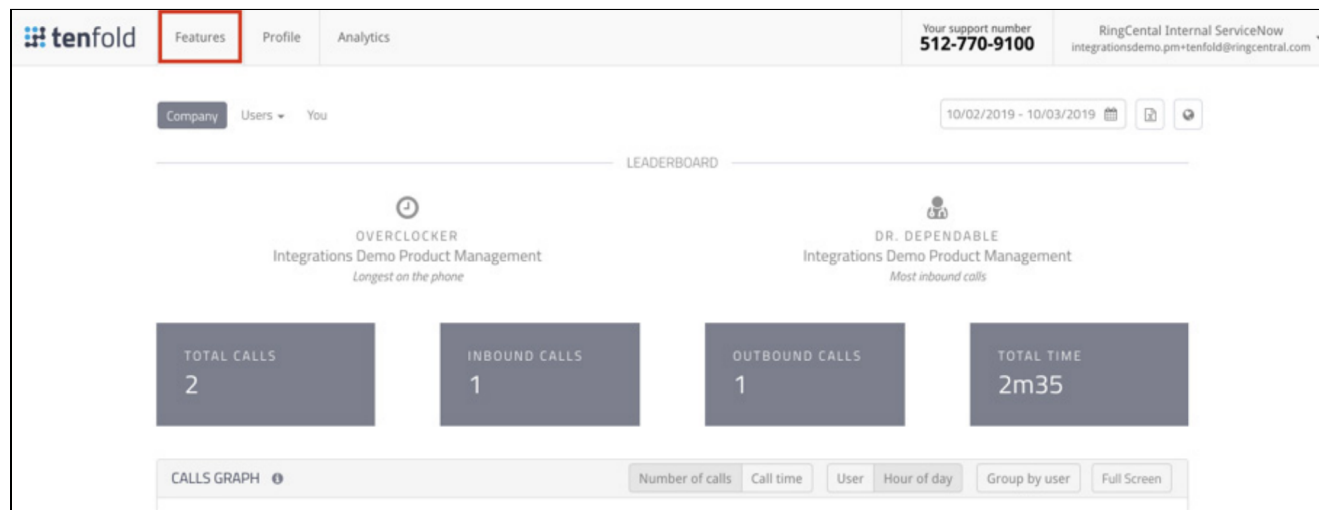 tenfold
Features
Profile
Analytics
Your support number
512-770-9100
RingCental Internal ServiceNow
integrationsdemo.pm+tenfold@ringcentral.com
Company
Users
You
10/02/2019 - 10/03/2019
LEADERBOARD
OVERCLOCKER
Integrations Demo Product Management
Longest on the phone
DR. DEPENDABLE
Integrations Demo Product Management
Most inbound calls
TOTAL CALLS
2
INBOUND CALLS
1
OUTBOUND CALLS
1
TOTAL TIME
2m35
CALLS GRAPH
Number of calls
Call time
User
Hour of day
Group by user
Full Screen